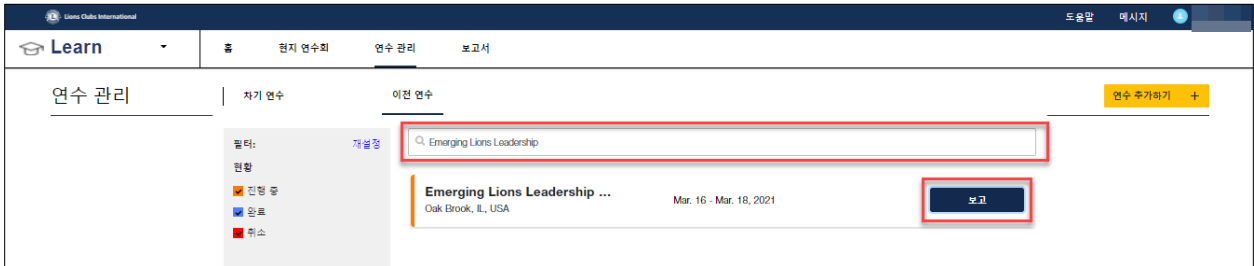 Lions Clubs International
도움말 메시지
Learn
홈 현지 연수회 연수 관리 보고서
연수 관리
차기 연수 이전 연수
연수 추가하기 +
필터: 재설정
Emerging Lions Leadership
현황
진행 중
완료
취소
Emerging Lions Leadership ...
Oak Brook, IL, USA
Mar. 16 - Mar. 18, 2021
보고